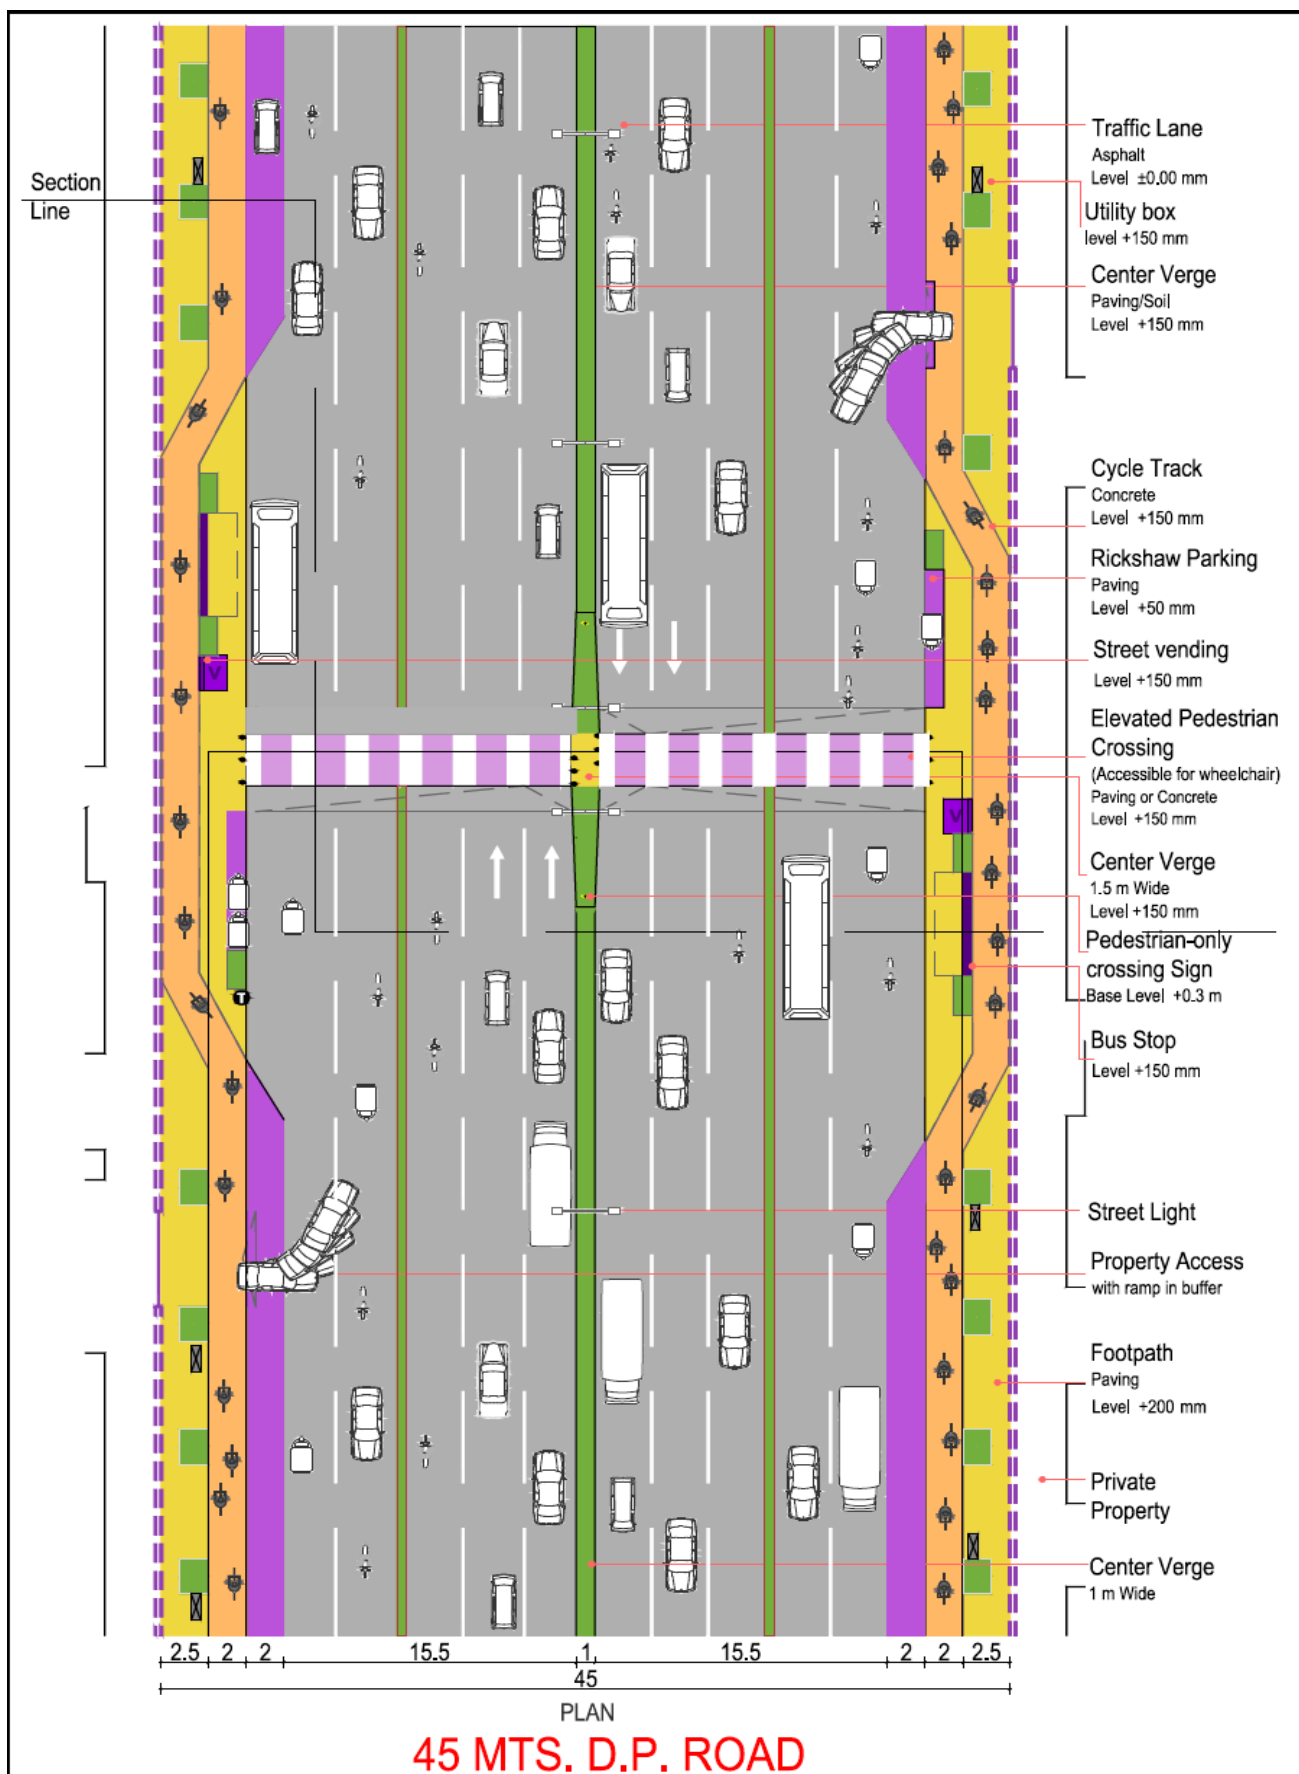 Section
Line
Traffic Lane
Asphalt
Level ±0.00 mm
Utility box
level +150 mm
Center Verge
Paving/Soil
Level +150 mm
Cycle Track
Concrete
Level +150 mm
Rickshaw Parking
Paving
Level +50 mm
Street vending
Level +150 mm
V
Elevated Pedestrian
Crossing
(Accessible for wheelchair)
Paving or Concrete
Level +150 mm
V
Center Verge
1.5 m Wide
Level +150 mm
Pedestrian-only
crossing Sign
Base Level +0.3 m
T
Bus Stop
Level +150 mm
Street Light
Property Access
with ramp in buffer
Footpath
Paving
Level +200 mm
Private
Property
Center Verge
1 m Wide
2.5 2 2 15.5 1 15.5 2 2 2.5
45
PLAN
45 MTS. D.P. ROAD